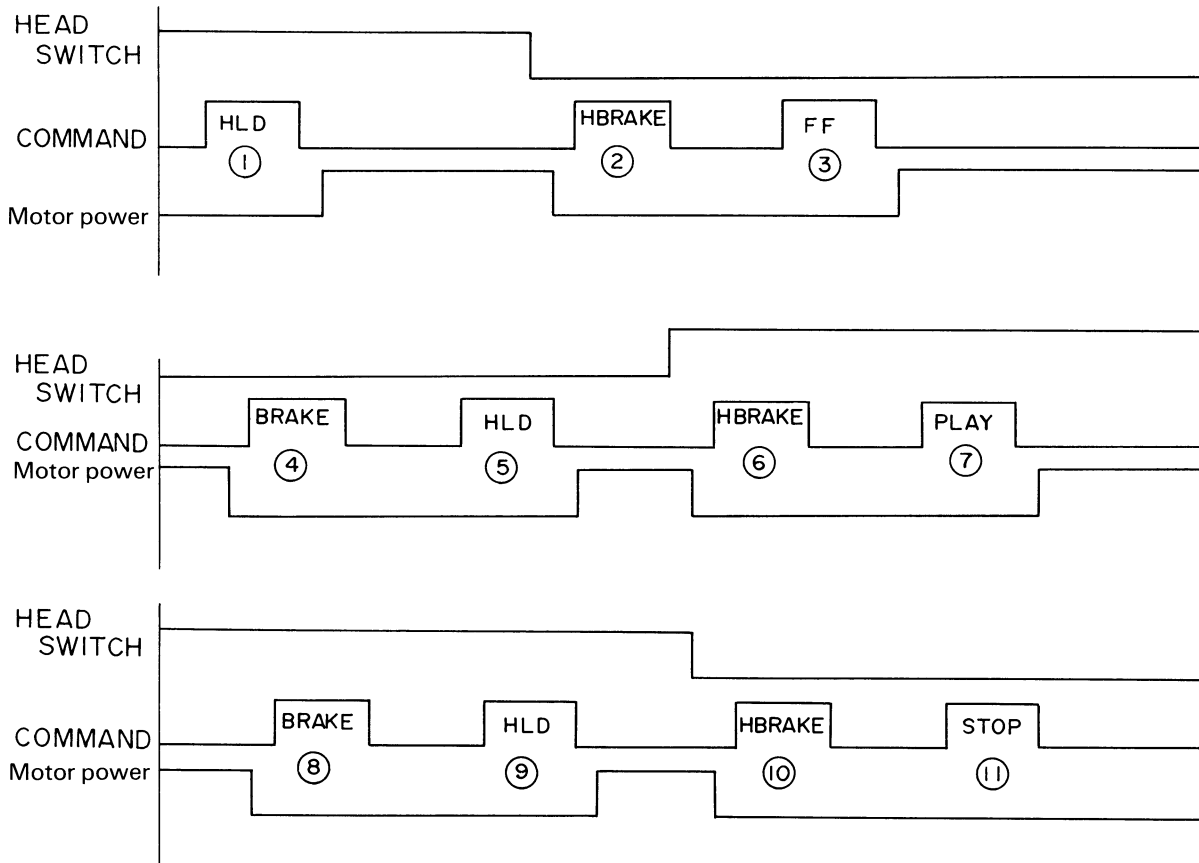 HEAD
SWITCH
COMMAND
HLD
HBRAKE
FF
1
2
3
Motor power
HEAD
SWITCH
COMMAND
BRAKE
HLD
HBRAKE
PLAY
Motor power
4
5
6
7
HEAD
SWITCH
COMMAND
BRAKE
HLD
HBRAKE
STOP
Motor power
8
9
10
11